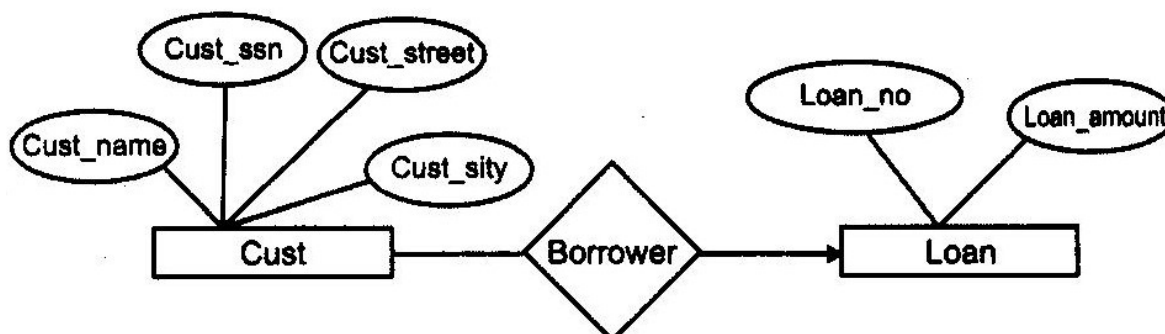 Cust_ssn
Cust_street
Cust_name
Cust_sity
Cust
Borrower
Loan_no
Loan_amount
Loan